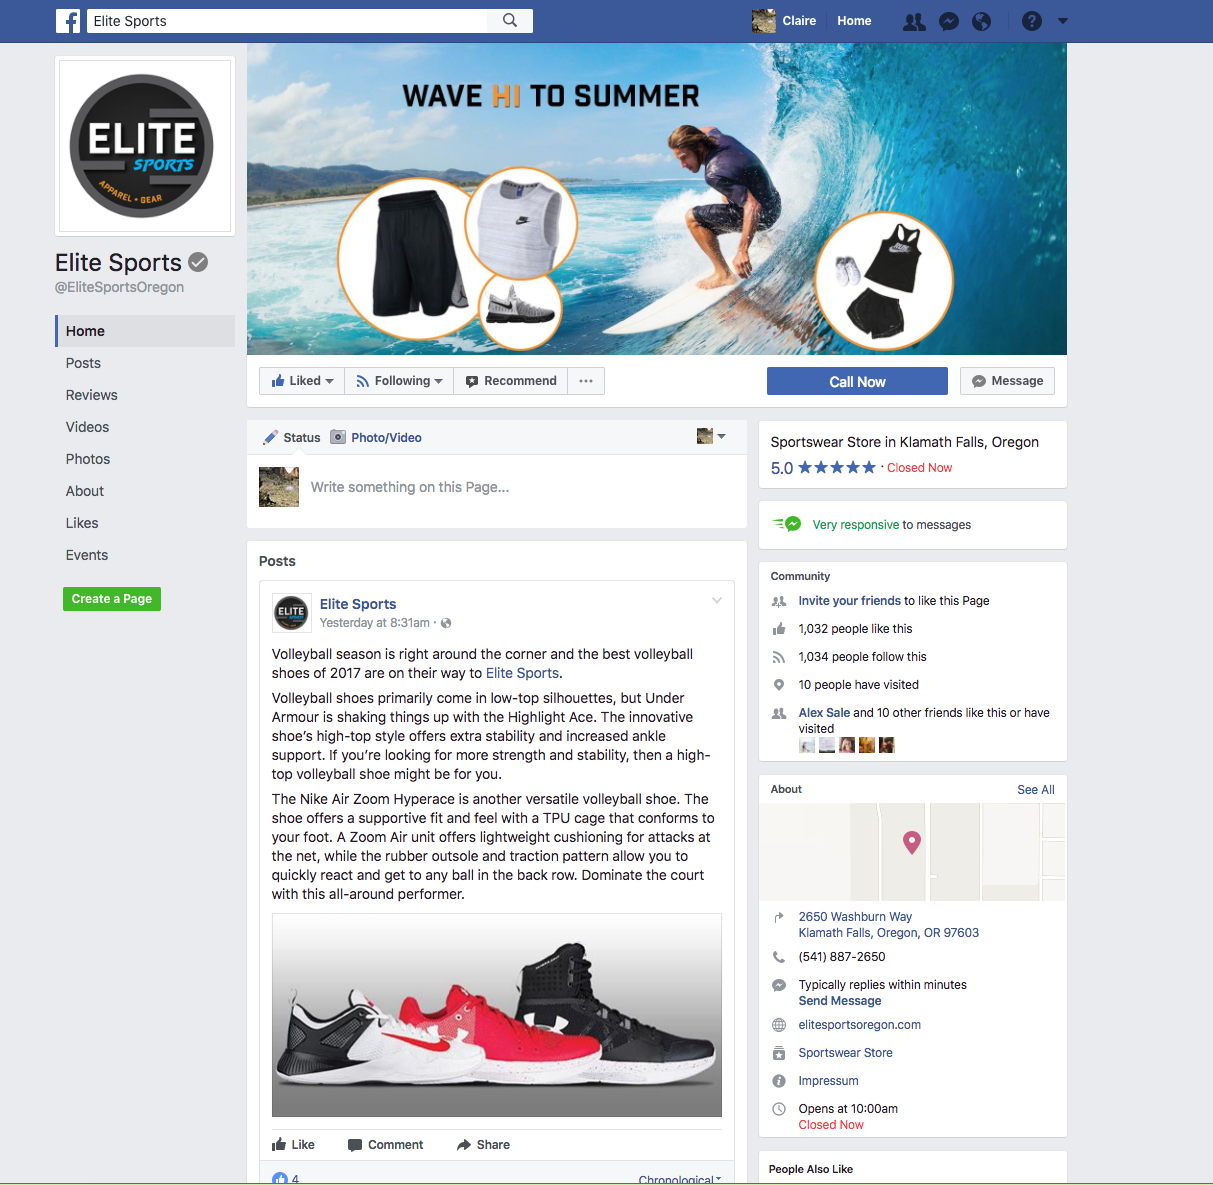 Elite Sports
Claire
Home
ELITE
SPORTS
APPAREL • GEAR
WAVE HI TO SUMMER
Elite Sports
@EliteSportsOregon
Home
Posts
Reviews
Videos
Photos
About
Likes
Events
Create a Page
Liked
Following
Recommend
Call Now
Message
Status
Photo/Video
Write something on this Page...
Posts
ELITE
SPORTS
Elite Sports
Yesterday at 8:31am ·
Volleyball season is right around the corner and the best volleyball
shoes of 2017 are on their way to Elite Sports.
Volleyball shoes primarily come in low-top silhouettes, but Under
Armour is shaking things up with the Highlight Ace. The innovative
shoe's high-top style offers extra stability and increased ankle
support. If you're looking for more strength and stability, then a high-
top volleyball shoe might be for you.
The Nike Air Zoom Hyperace is another versatile volleyball shoe. The
shoe offers a supportive fit and feel with a TPU cage that conforms to
your foot. A Zoom Air unit offers lightweight cushioning for attacks at
the net, while the rubber outsole and traction pattern allow you to
quickly react and get to any ball in the back row. Dominate the court
with this all-around performer.
Like
Comment
Share
4
Chronological
Sportswear Store in Klamath Falls, Oregon
5.0 ★★★★★ · Closed Now
Very responsive to messages
Community
Invite your friends to like this Page
1,032 people like this
1,034 people follow this
10 people have visited
Alex Sale and 10 other friends like this or have
visited
About
See All
2650 Washburn Way
Klamath Falls, Oregon, OR 97603
(541) 887-2650
Typically replies within minutes
Send Message
elitesportsoregon.com
Sportswear Store
Impressum
Opens at 10:00am
Closed Now
People Also Like